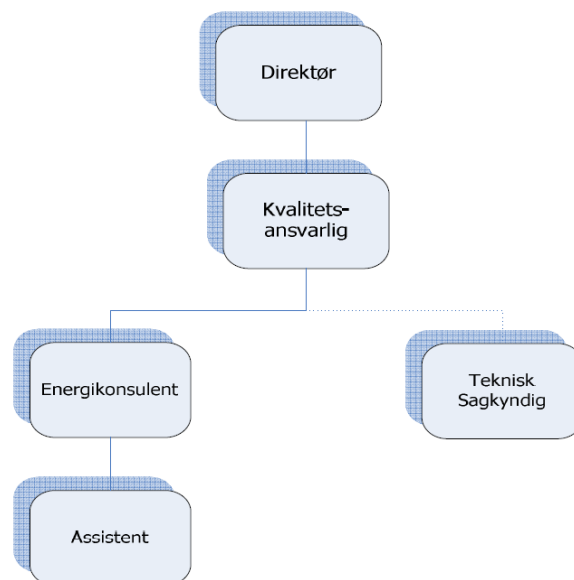 Direktør
Kvalitets-
ansvarlig
Energikonsulent
Teknisk
Sagkyndig
Assistent